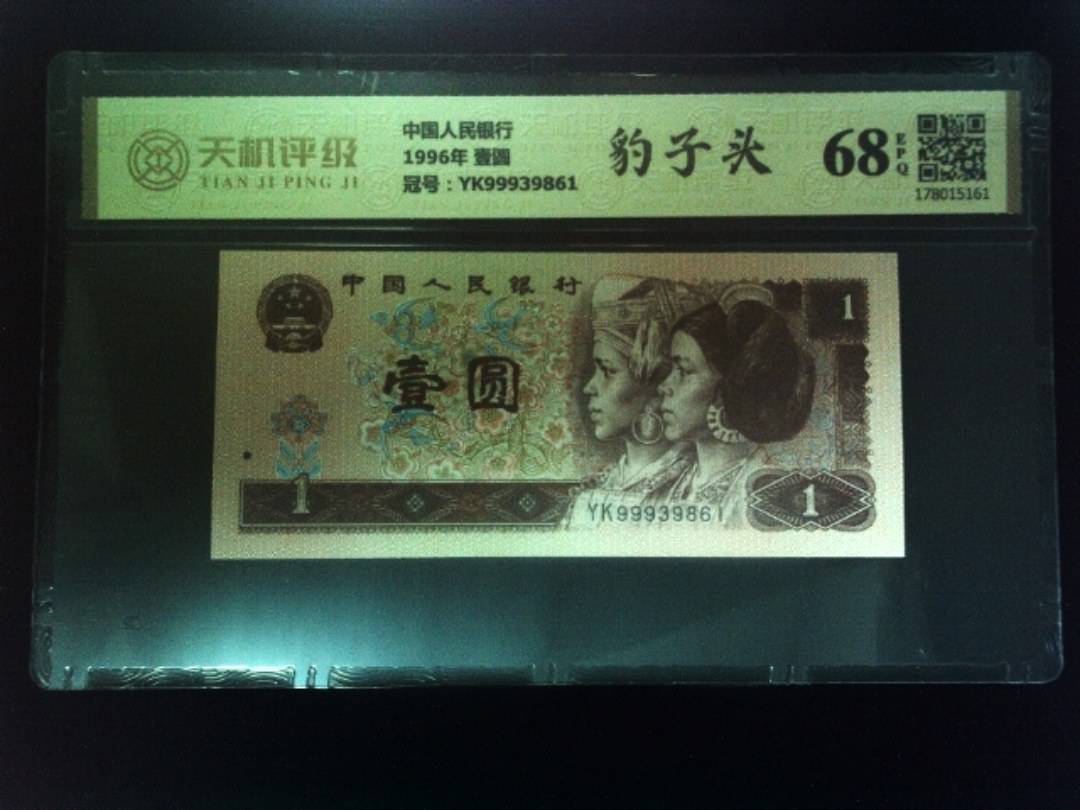 天机评级
TIAN JI PING JI
中国人民银行
1996年 壹圆
冠号：YK99939861
豹子头
68
EPQ
178015161
中国人民银行
1
壹圆
1
YK99939861
1